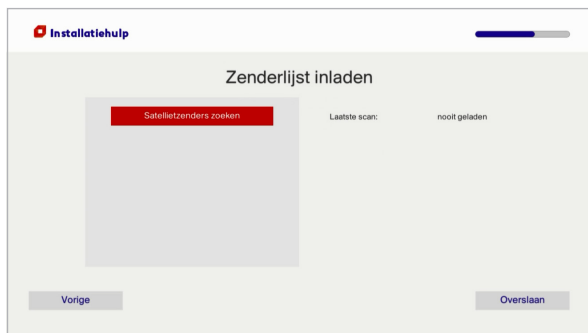 Installatiehulp
Zenderlijst inladen
Satellietzenders zoeken
Laatste scan: nooit geladen
Vorige
Overslaan